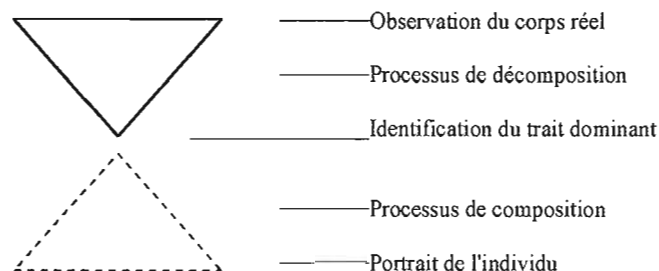 Observation du corps réel
Processus de décomposition
Identification du trait dominant
Processus de composition
Portrait de l'individu